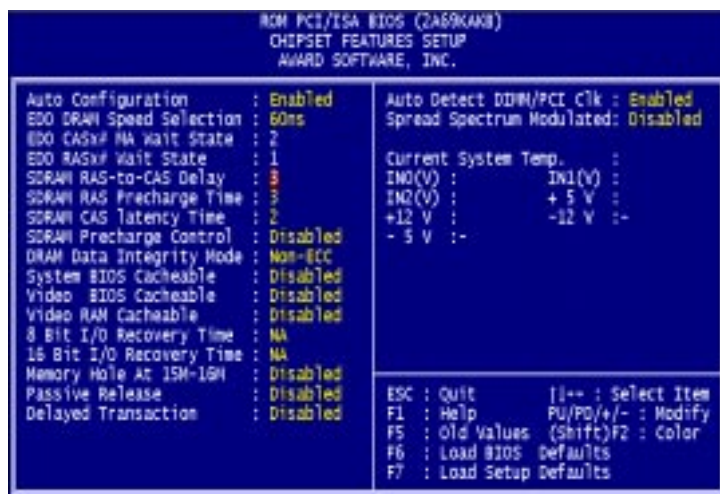 ROM PCI/ISA BIOS (2A69KAKB)
CHIPSET FEATURES SETUP
AWARD SOFTWARE, INC.
Auto Configuration : Enabled
EDO DRAM Speed Selection : 60ns
EDO CASx# MA Wait State : 2
EDO RASx# Wait State : 1
SDRAM RAS-to-CAS Delay : 3
SDRAM RAS Precharge Time : 3
SDRAM CAS latency Time : 2
SDRAM Precharge Control : Disabled
DRAM Data Integrity Mode : Non-ECC
System BIOS Cacheable : Disabled
Video BIOS Cacheable : Disabled
Video RAM Cacheable : Disabled
8 Bit I/O Recovery Time : NA
16 Bit I/O Recovery Time : NA
Memory Hole At 15M-16M : Disabled
Passive Release : Disabled
Delayed Transaction : Disabled
Auto Detect DIMM/PCI Clk : Enabled
Spread Spectrum Modulated: Disabled
Current System Temp. :
IN0(V) : IN1(V) :
IN2(V) : + 5 V :
+12 V : -12 V :-
- 5 V :-
ESC : Quit ↑↓→← : Select Item
F1 : Help PU/PD/+/- : Modify
F5 : Old Values (Shift)F2 : Color
F6 : Load BIOS Defaults
F7 : Load Setup Defaults